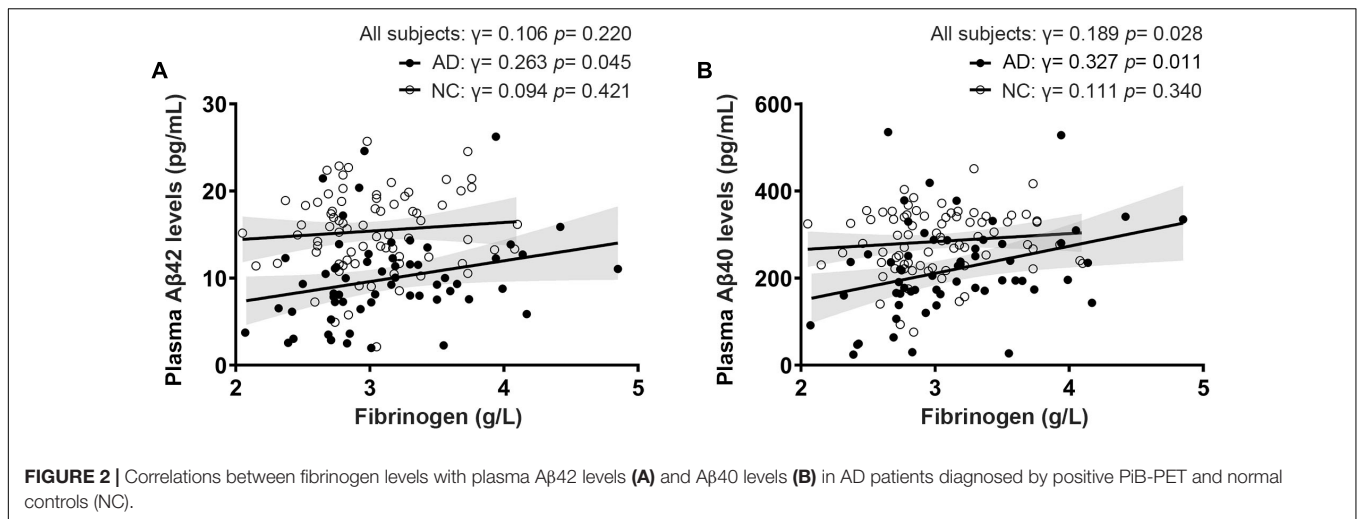 All subjects: γ= 0.106 p= 0.220
AD: γ= 0.263 p= 0.045
NC: γ= 0.094 p= 0.421
A
Plasma Aβ42 levels (pg/mL)
30
20
10
0
2 3 4 5
Fibrinogen (g/L)
All subjects: γ= 0.189 p= 0.028
AD: γ= 0.327 p= 0.011
NC: γ= 0.111 p= 0.340
B
Plasma Aβ40 levels (pg/mL)
600
400
200
0
2 3 4 5
Fibrinogen (g/L)
FIGURE 2 | Correlations between fibrinogen levels with plasma Aβ42 levels (A) and Aβ40 levels (B) in AD patients diagnosed by positive PiB-PET and normal
controls (NC).